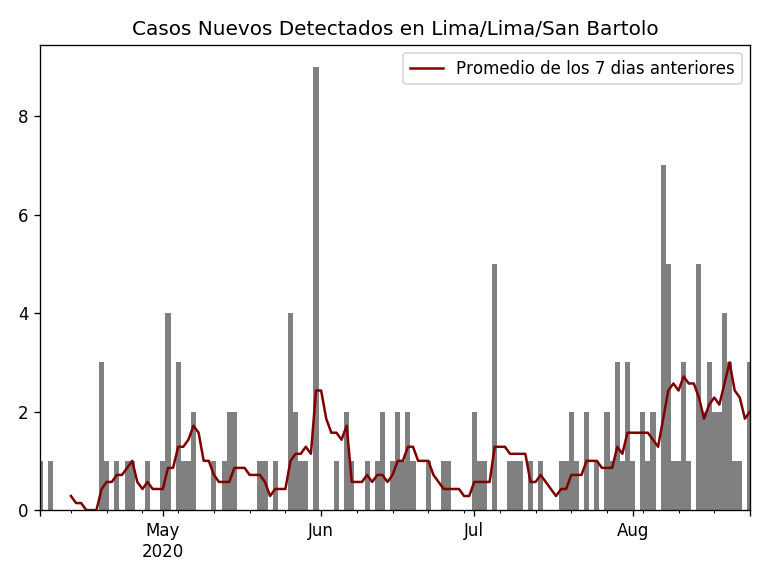 Casos Nuevos Detectados en Lima/Lima/San Bartolo
Promedio de los 7 dias anteriores
8
6
4
2
0
May
2020
Jun
Jul
Aug